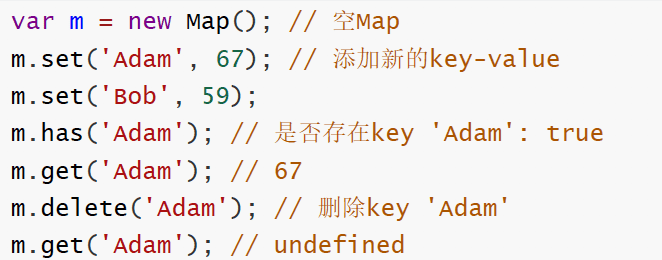 var m = new Map(); // 空Map
m.set('Adam', 67); // 添加新的key-value
m.set('Bob', 59);
m.has('Adam'); // 是否存在key 'Adam': true
m.get('Adam'); // 67
m.delete('Adam'); // 删除key 'Adam'
m.get('Adam'); // undefined